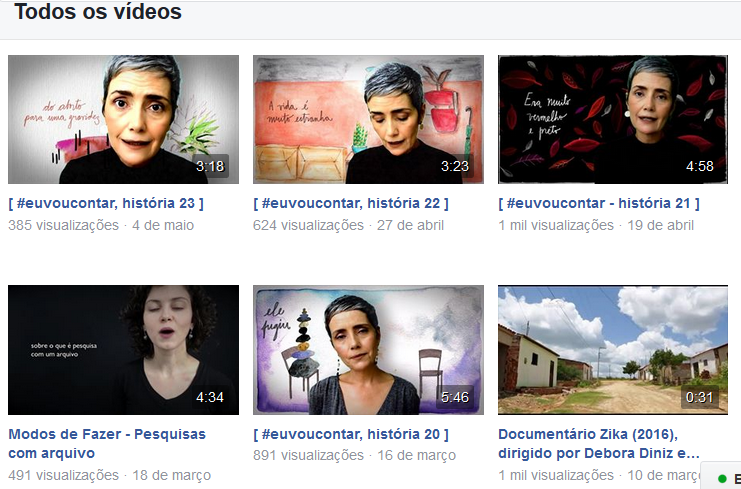 Todos os vídeos
do aborto
para uma grandes
3:18
A vida é
muito estranha
3:23
Era muito
vermelho
e preto
4:58
[ #euvoucontar, história 23 ]
385 visualizações · 4 de maio
[ #euvoucontar, história 22 ]
624 visualizações · 27 de abril
[ #euvoucontar - história 21 ]
1 mil visualizações · 19 de abril
sobre o que é pesquisa
com um arquivo
4:34
ele
fugiu
5:46
0:31
Modos de Fazer - Pesquisas
com arquivo
491 visualizações · 18 de março
[ #euvoucontar, história 20 ]
891 visualizações · 16 de março
Documentário Zika (2016),
dirigido por Debora Diniz e...
1 mil visualizações · 10 de março